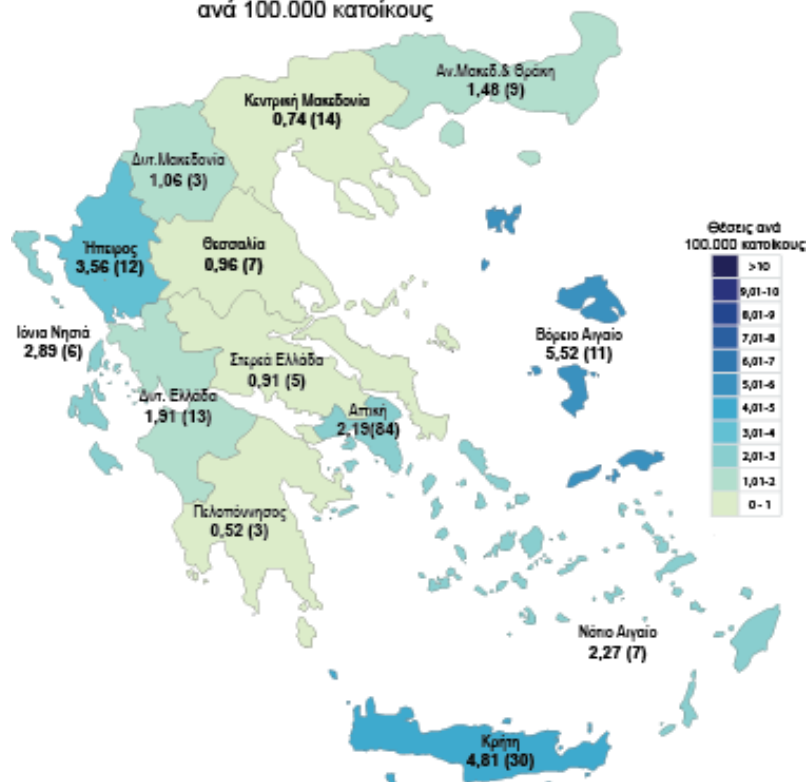 ανά 100.000 κατοίκους
Αν.Μακεδ.& Θράκη
1,48 (9)
Κεντρική Μακεδονία
0,74 (14)
Δυτ.Μακεδονία
1,06 (3)
Ήπειρος
3,56 (12)
Θεσσαλία
0,96 (7)
Ιόνια Νησιά
2,89 (6)
Στερεά Ελλάδα
0,91 (5)
Βόρειο Αιγαίο
5,52 (11)
Δυτ. Ελλάδα
1,91 (13)
Αττική
2,19(84)
Πελοπόννησος
0,52 (3)
Νότιο Αιγαίο
2,27 (7)
Κρήτη
4,81 (30)
Θέσεις ανά
100.000 κατοίκους
>10
9,01-10
8,01-9
7,01-8
6,01-7
5,01-6
4,01-5
3,01-4
2,01-3
1,01-2
0 - 1